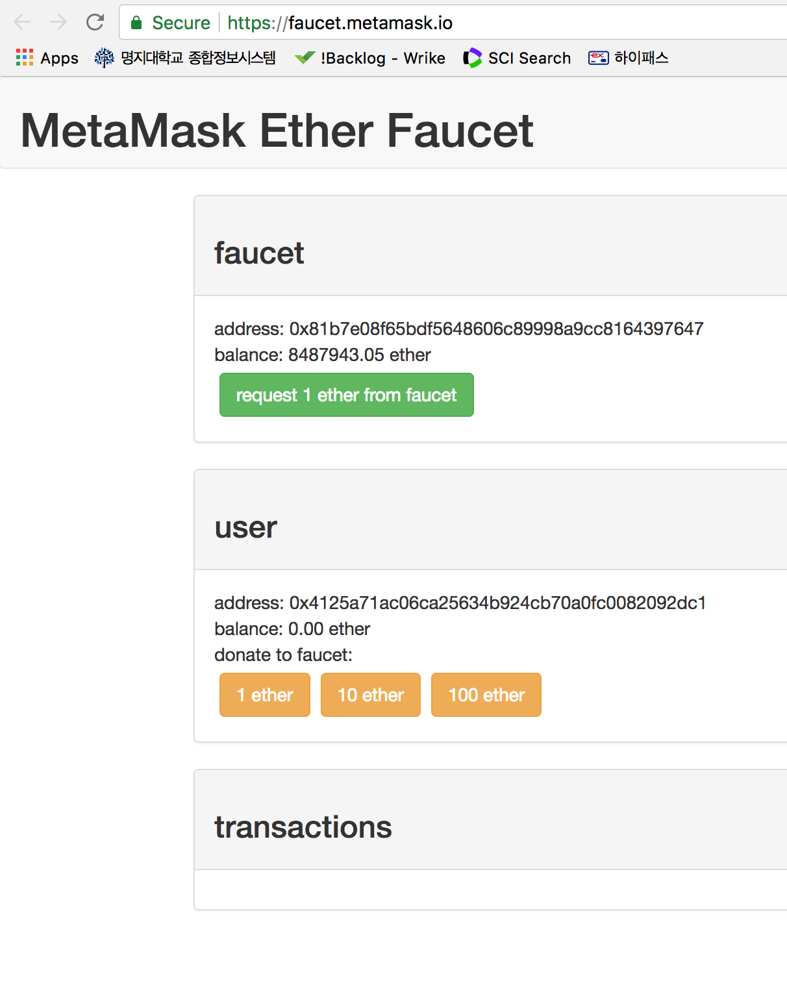 Secure https://faucet.metamask.io
Apps 명지대학교 종합정보시스템 !Backlog - Wrike SCI Search 하이패스
MetaMask Ether Faucet
faucet
address: 0x81b7e08f65bdf5648606c89998a9cc8164397647
balance: 8487943.05 ether
request 1 ether from faucet
user
address: 0x4125a71ac06ca25634b924cb70a0fc0082092dc1
balance: 0.00 ether
donate to faucet:
1 ether 10 ether 100 ether
transactions